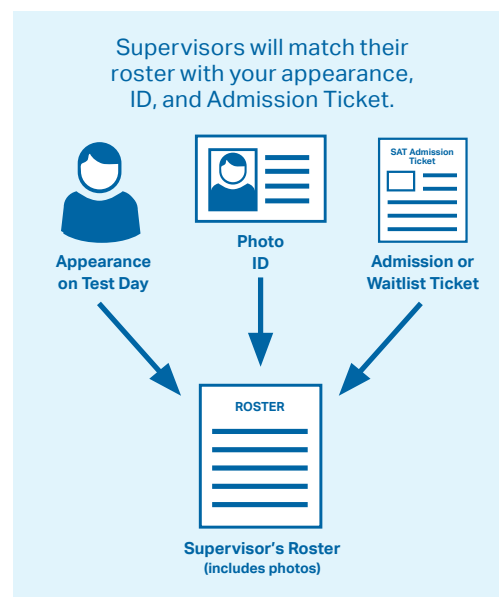 Supervisors will match their
roster with your appearance,
ID, and Admission Ticket.
SAT Admission
Ticket
Appearance
on Test Day
Photo
ID
Admission or
Waitlist Ticket
ROSTER
Supervisor's Roster
(includes photos)